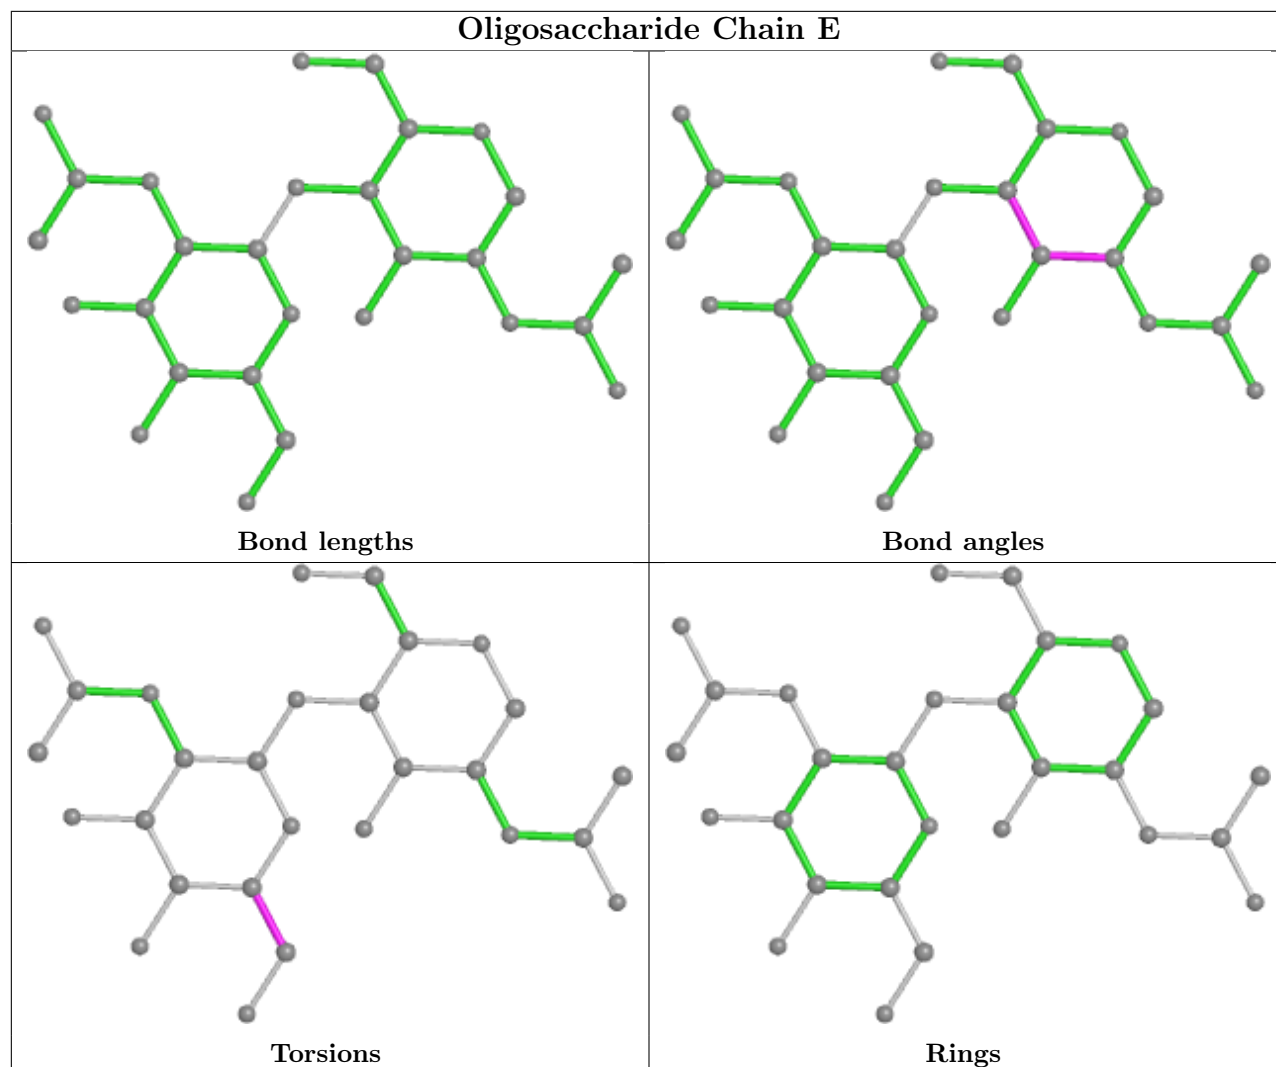 Oligosaccharide Chain E
Bond lengths
Bond angles
Torsions
Rings